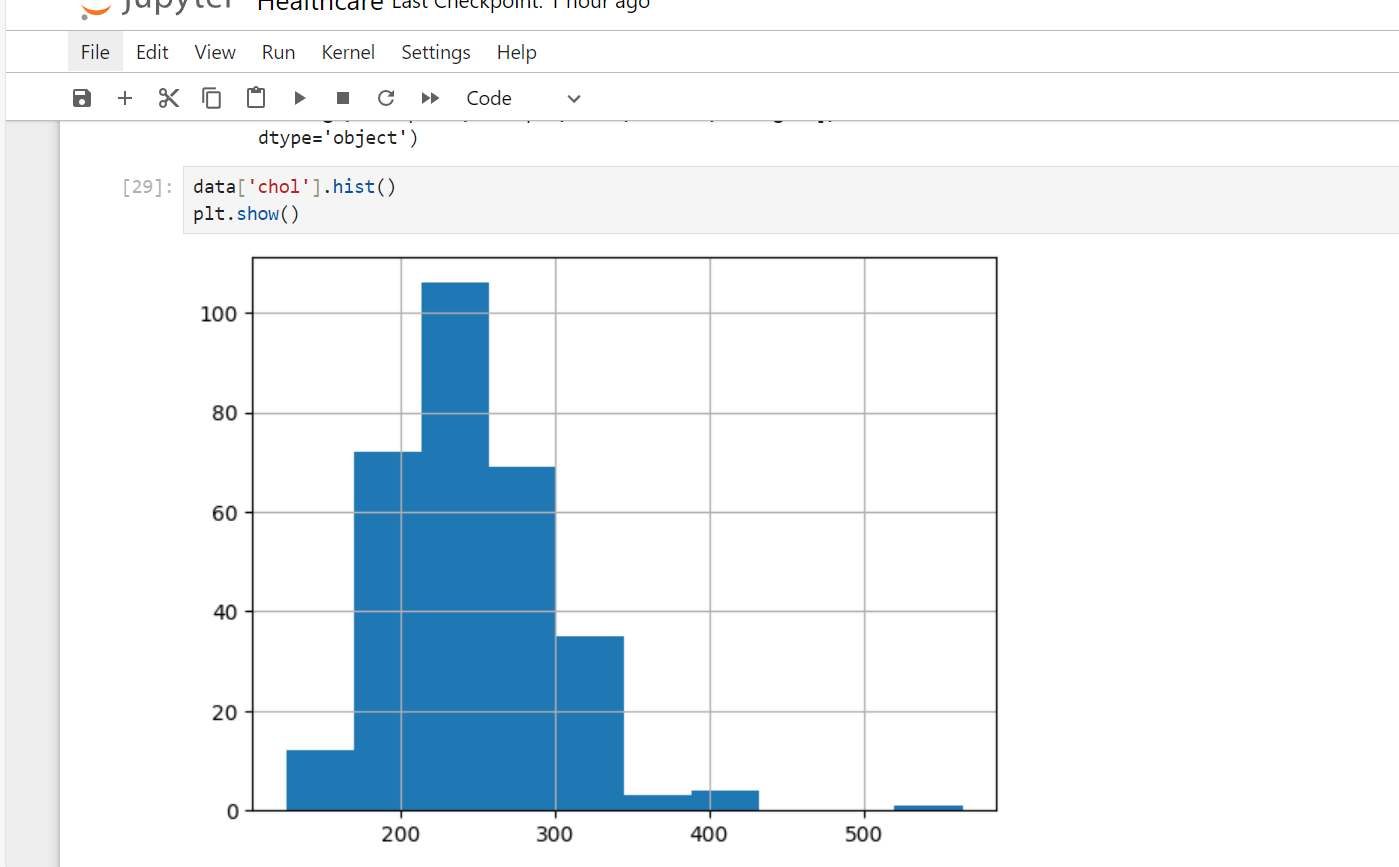 jupyter Healthcare Last Checkpoint: 1 hour ago
File Edit View Run Kernel Settings Help
Code
dtype='object')
[29]: data['chol'].hist()
plt.show()
100
80
60
40
20
0
200 300 400 500